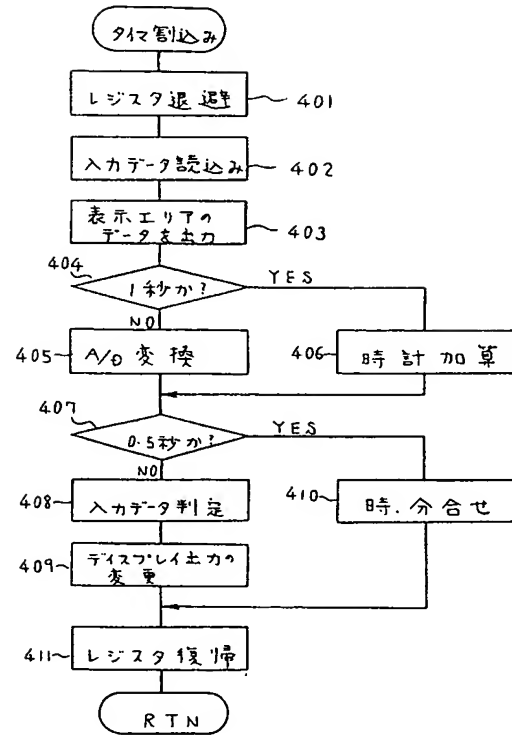 タイマ割込み
レジスタ退避
401
入力データ読込み
402
表示エリアの
データを出力
403
404
1秒か?
YES
NO
405
A/D 変換
406
時計加算
407
0.5秒か?
YES
NO
408
入力データ判定
410
時.分合せ
409
ディスプレイ出力の
変更
411
レジスタ復帰
RTN